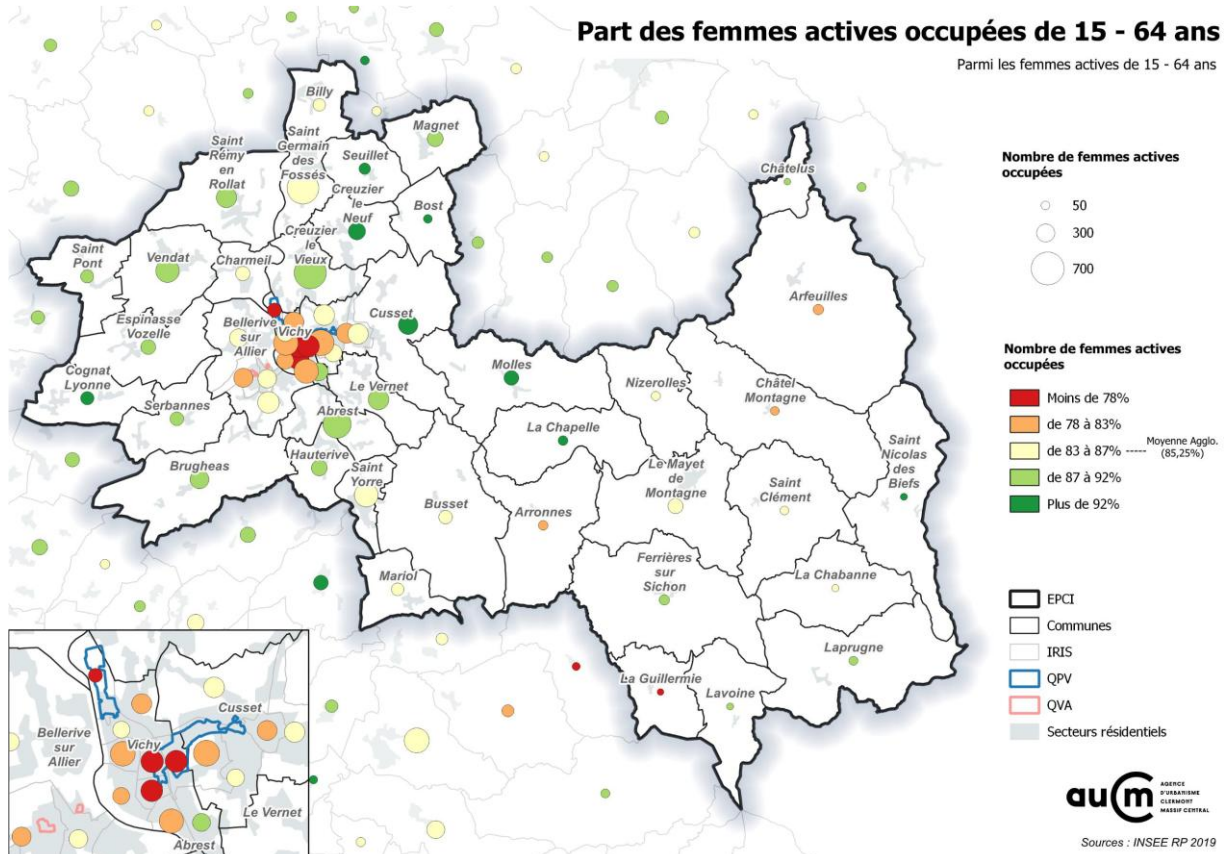 Part des femmes actives occupées de 15 - 64 ans
Parmi les femmes actives de 15 - 64 ans
Billy
Magnet
Saint
Rémy
en
Rollat
Saint
Germain
des
Fossés
Seuillet
Creuzier
le
Neuf
Bost
Châtelus
Saint
Pont
Vendat
Charmeil
Creuzier
le
Vieux
Arfeuilles
Espinasse
Vozelle
Bellerive
sur
Allier
Vichy
Cusset
Cognat
Lyonne
Serbannes
Le Vernet
Molles
Nizerolles
Châtel
Montagne
Abrest
La Chapelle
Saint
Nicolas
des
Biefs
Brugheas
Hauterive
Saint
Yorre
Busset
Arronnes
Le Mayet
de
Montagne
Saint
Clément
Mariol
Ferrières
sur
Sichon
La Chabanne
Laprugne
La Guillermie
Lavoine
Bellerive
sur
Allier
Vichy
Cusset
Le Vernet
Abrest
Nombre de femmes actives
occupées
50
300
700
Nombre de femmes actives
occupées
Moins de 78%
de 78 à 83%
de 83 à 87% ----- Moyenne Agglo.
(85,25%)
de 87 à 92%
Plus de 92%
EPCI
Communes
IRIS
QPV
QVA
Secteurs résidentiels
aucm
AGENCE
D'URBANISME
CLERMONT
MASSIF CENTRAL
Sources : INSEE RP 2019